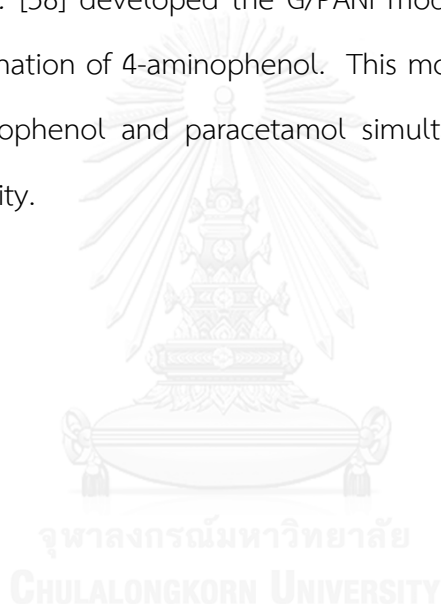 . [58] developed the G/PANI mod
nation of 4-aminophenol. This mo
ophenol and paracetamol simult
ity.
จุฬาลงกรณ์มหาวิทยาลัย
CHULALONGKORN UNIVERSITY